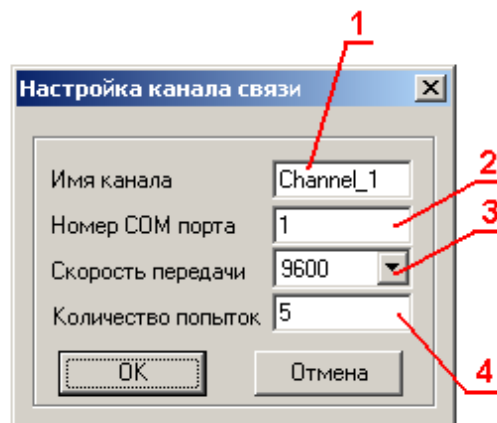 1
Настройка канала связи
Имя канала Channel_1
2
Номер COM порта 1
3
Скорость передачи 9600
Количество попыток 5
OK Отмена
4